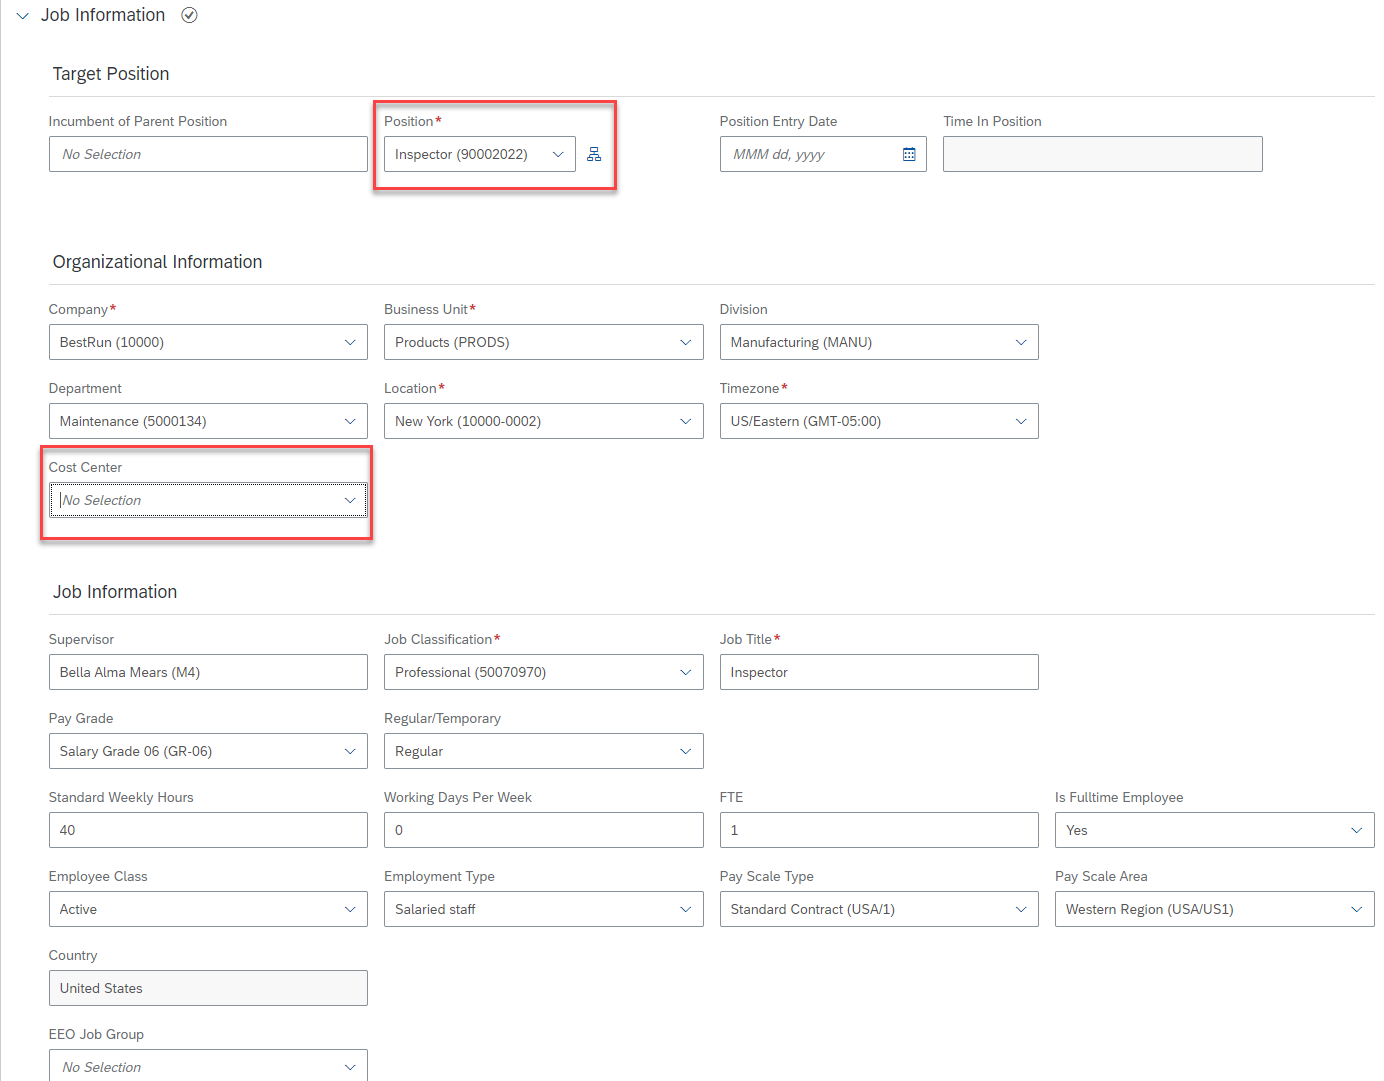 Job Information
Target Position
Incumbent of Parent Position
Position*
Position Entry Date
Time In Position
No Selection
Inspector (90002022)
MMM dd, yyyy
Organizational Information
Company*
Business Unit*
Division
BestRun (10000)
Products (PRODS)
Manufacturing (MANU)
Department
Location*
Timezone*
Maintenance (5000134)
New York (10000-0002)
US/Eastern (GMT-05:00)
Cost Center
No Selection
Job Information
Supervisor
Job Classification*
Job Title*
Bella Alma Mears (M4)
Professional (50070970)
Inspector
Pay Grade
Regular/Temporary
Salary Grade 06 (GR-06)
Regular
Standard Weekly Hours
Working Days Per Week
FTE
Is Fulltime Employee
40
0
1
Yes
Employee Class
Employment Type
Pay Scale Type
Pay Scale Area
Active
Salaried staff
Standard Contract (USA/1)
Western Region (USA/US1)
Country
United States
EEO Job Group
No Selection